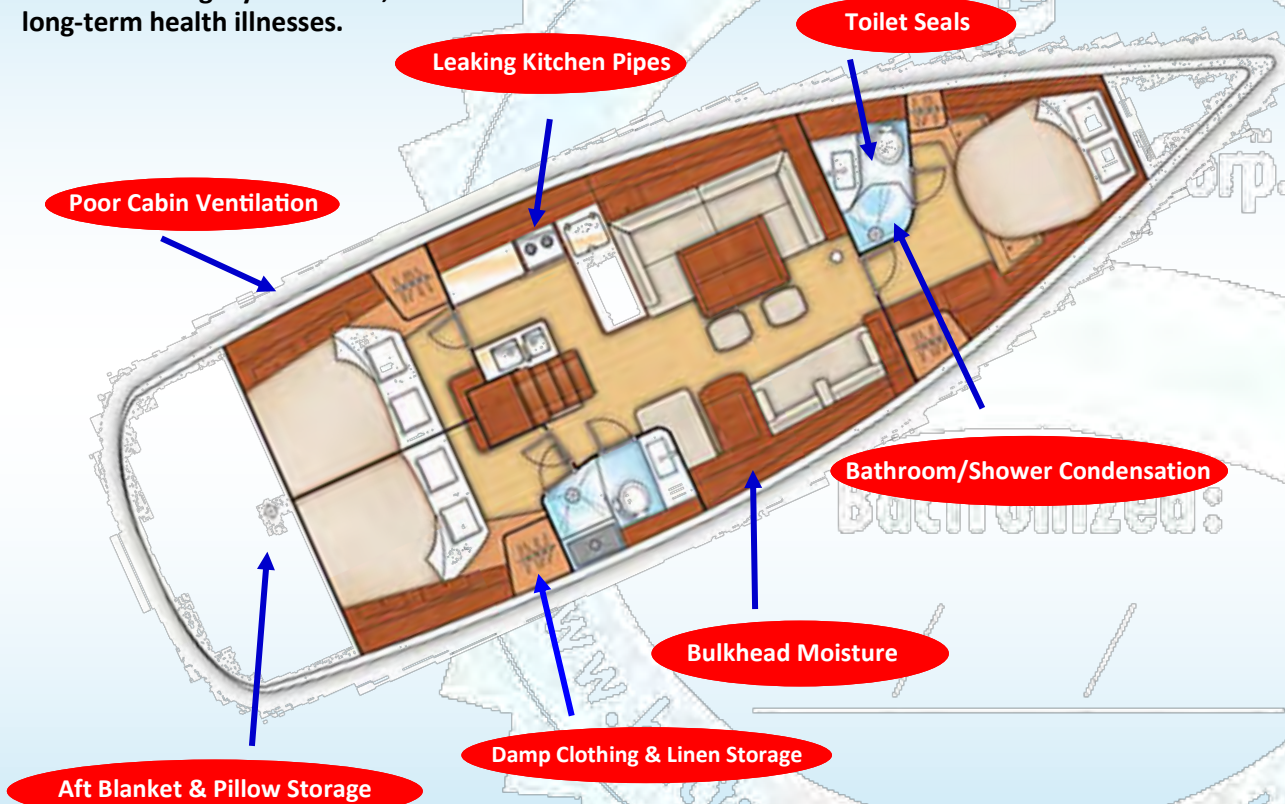 long-term health illnesses.
Toilet Seals
Leaking Kitchen Pipes
Poor Cabin Ventilation
Bathroom/Shower Condensation
Bulkhead Moisture
Damp Clothing & Linen Storage
Aft Blanket & Pillow Storage